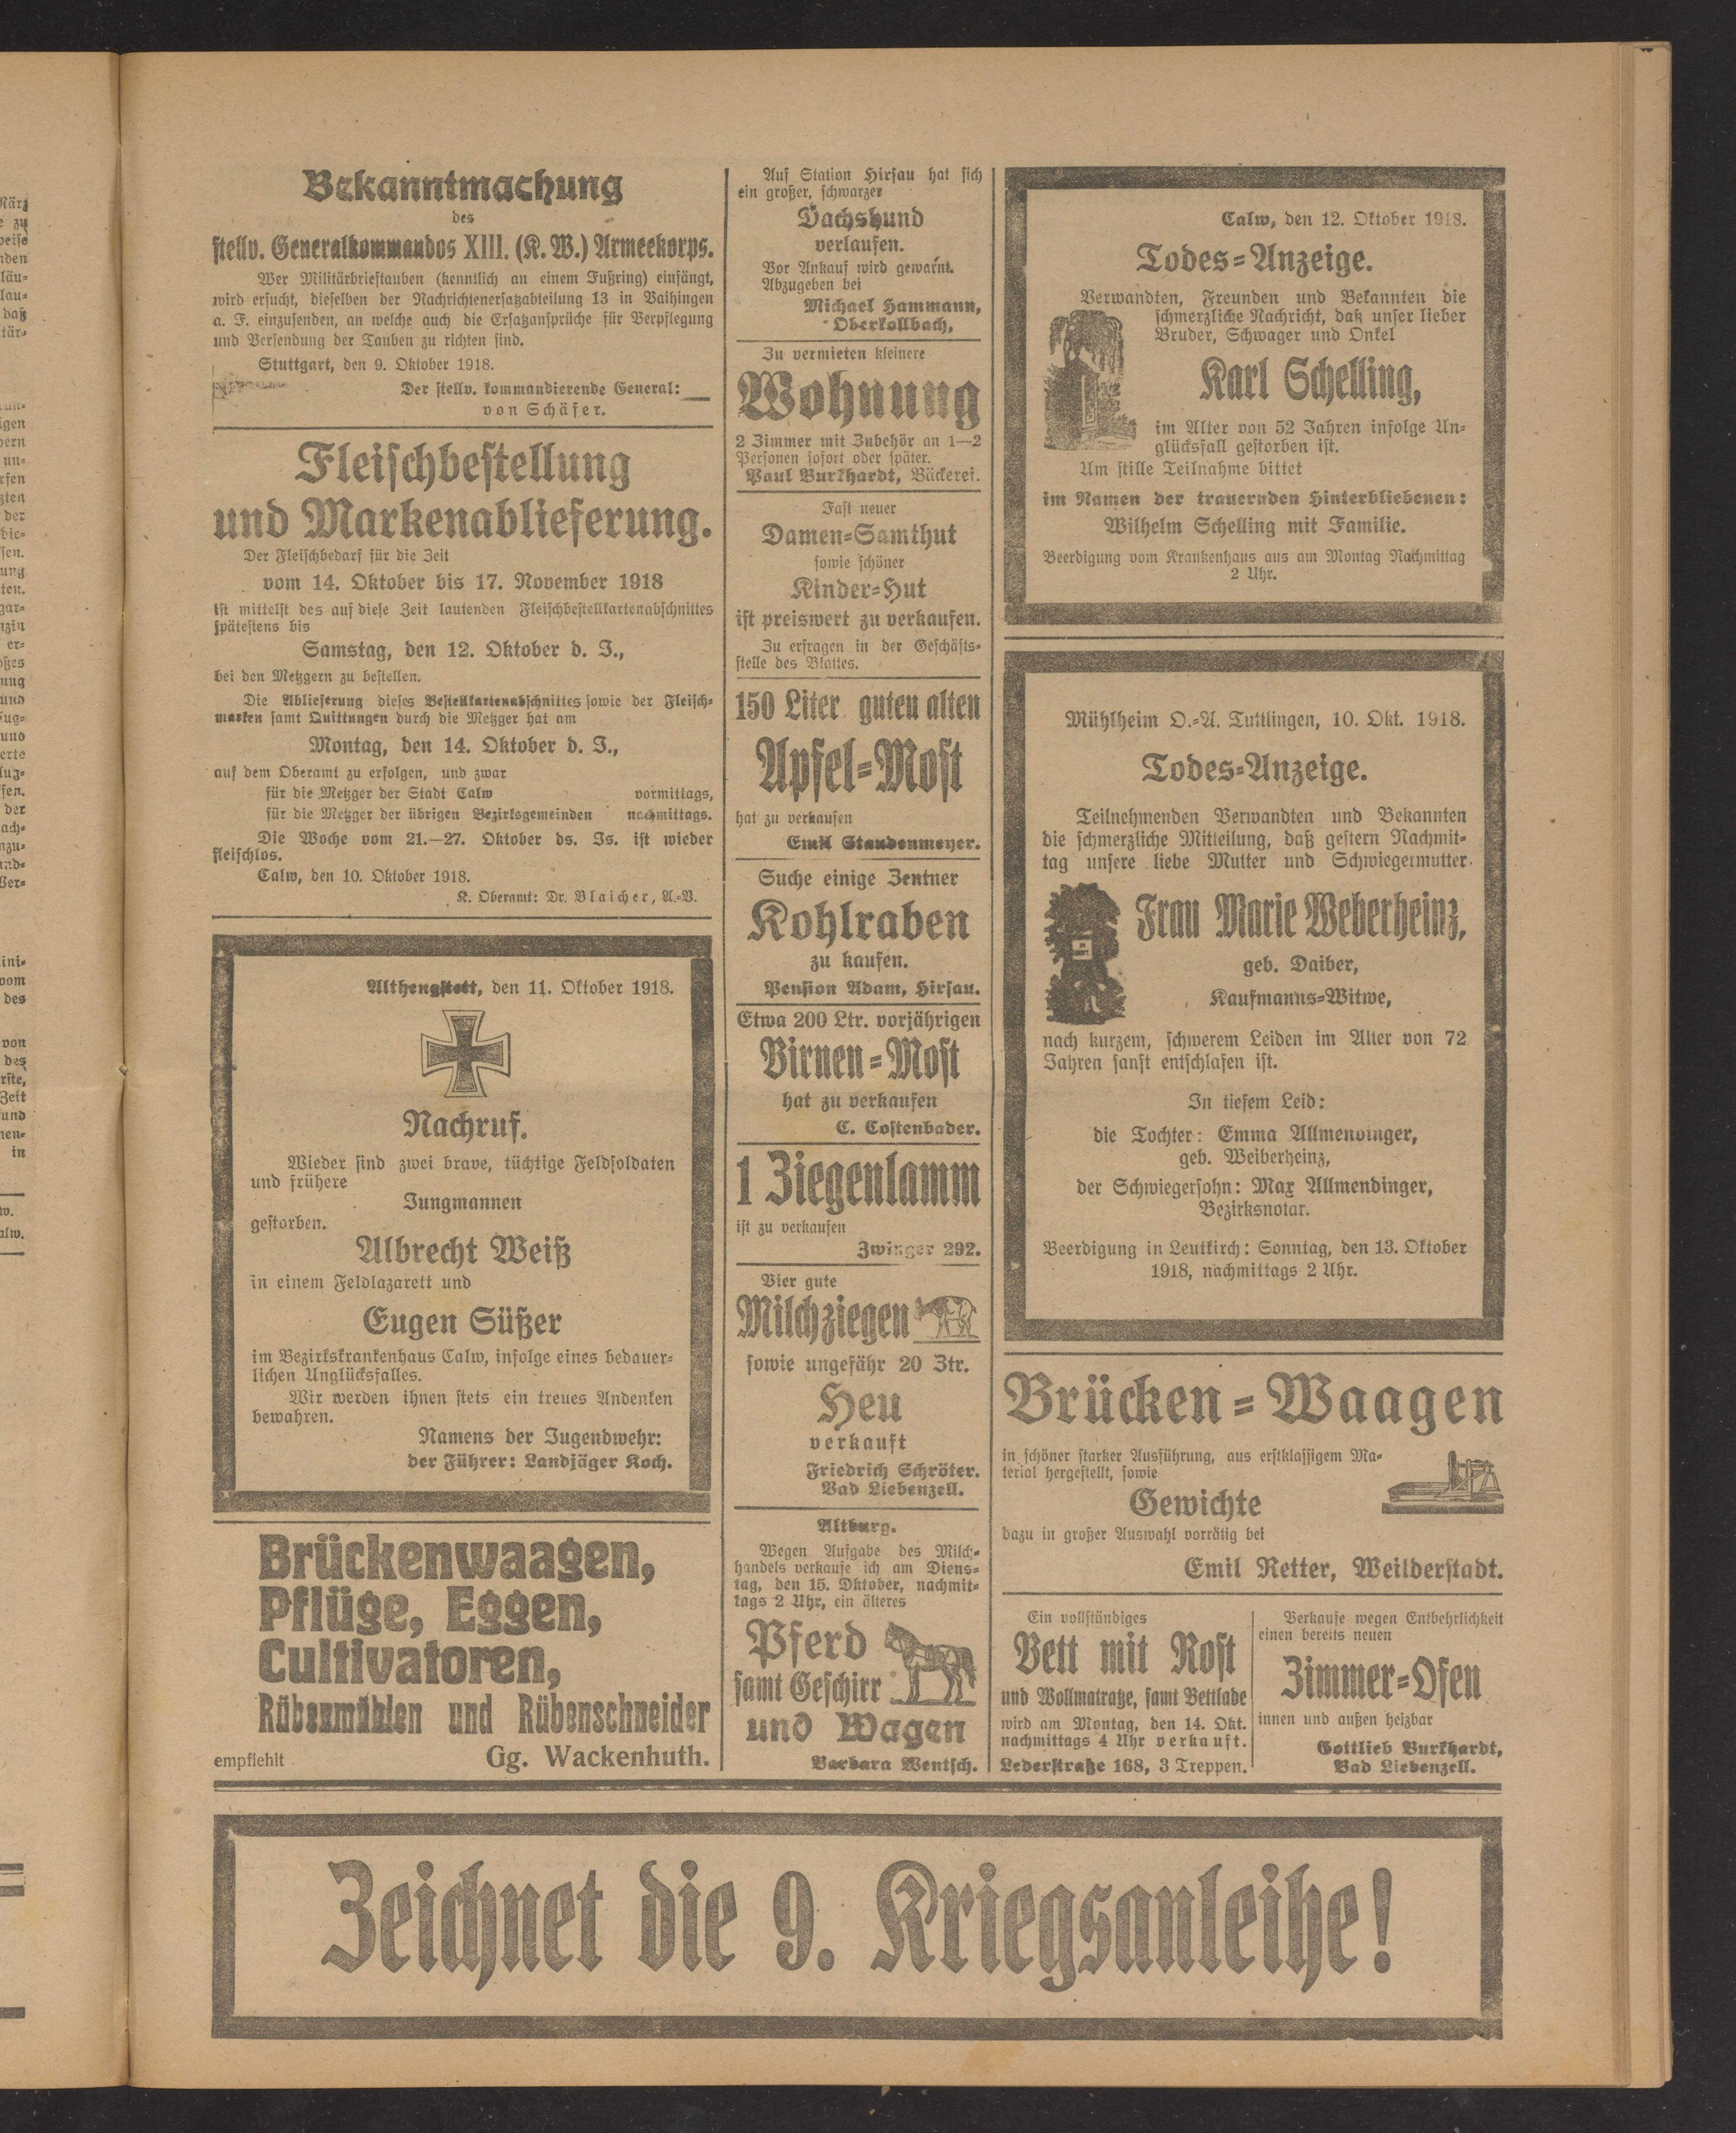 Bekanntmachung
des
stellv. Generalkommandos XIII. (K. W.) Armeekorps.
Wer Militärbrieftauben (kenntlich an einem Fußring) einfängt,
wird ersucht, dieselben der Nachrichtenersatzabteilung 13 in Vaihingen
a. F. einzusenden, an welche auch die Ersatzansprüche für Verpflegung
und Versendung der Tauben zu richten sind.
Stuttgart, den 9. Oktober 1918.
Der stellv. kommandierende General:
von Schäfer.
Fleischbestellung
und Markenablieferung.
Der Fleischbedarf für die Zeit
vom 14. Oktober bis 17. November 1918
ist mittelst des auf diese Zeit lautenden Fleischbestellkartenabschnittes
spätestens bis
Samstag, den 12. Oktober d. J.,
bei den Metzgern zu bestellen.
Die Ablieferung dieses Bestellkartenabschnittes sowie der Fleisch-
marken samt Quittungen durch die Metzger hat am
Montag, den 14. Oktober d. J.,
auf dem Oberamt zu erfolgen, und zwar
für die Metzger der Stadt Calw vormittags,
für die Metzger der übrigen Bezirksgemeinden nachmittags.
Die Woche vom 21.—27. Oktober ds. Js. ist wieder
fleischlos.
Calw, den 10. Oktober 1918.
K. Oberamt: Dr. Blaicher, A.-V.
Althengstett, den 11. Oktober 1918.
Nachruf.
Wieder sind zwei brave, tüchtige Feldsoldaten
und frühere
Jungmannen
gestorben.
Albrecht Weiß
in einem Feldlazarett und
Eugen Süßer
im Bezirkskrankenhaus Calw, infolge eines bedauer-
lichen Unglücksfalles.
Wir werden ihnen stets ein treues Andenken
bewahren.
Namens der Jugendwehr:
der Führer: Landjäger Koch.
Brückenwaagen,
Pflüge, Eggen,
Cultivatoren,
Rübenmühlen und Rübenschneider
empfiehlt Gg. Wackenhuth.
Auf Station Hirsau hat sich
ein großer, schwarzer
Dachshund
verlaufen.
Vor Ankauf wird gewarnt.
Abzugeben bei
Michael Hammann,
Oberkollbach,
Zu vermieten kleinere
Wohnung
2 Zimmer mit Zubehör an 1—2
Personen sofort oder später.
Paul Burkhardt, Bäckerei.
Fast neuer
Damen-Samthut
sowie schöner
Kinder-Hut
ist preiswert zu verkaufen.
Zu erfragen in der Geschäfts-
stelle des Blattes.
150 Liter guten alten
Apfel-Most
hat zu verkaufen
Emil Staudenmeyer.
Suche einige Zentner
Kohlraben
zu kaufen.
Pension Adam, Hirsau.
Etwa 200 Ltr. vorjährigen
Birnen-Most
hat zu verkaufen
C. Costenbader.
1 Ziegenlamm
ist zu verkaufen
Zwinger 292.
Vier gute
Milchziegen
sowie ungefähr 20 Ztr.
Heu
verkauft
Friedrich Schröter.
Bad Liebenzell.
Altburg.
Wegen Aufgabe des Milch-
handels verkaufe ich am Diens-
tag, den 15. Oktober, nachmit-
tags 2 Uhr, ein älteres
Pferd
samt Geschirr
und Wagen
Barbara Wentsch.
Calw, den 12. Oktober 1918.
Todes-Anzeige.
Verwandten, Freunden und Bekannten die
schmerzliche Nachricht, daß unser lieber
Bruder, Schwager und Onkel
Karl Schelling,
im Alter von 52 Jahren infolge Un-
glücksfall gestorben ist.
Um stille Teilnahme bittet
im Namen der trauernden Hinterbliebenen:
Wilhelm Schelling mit Familie.
Beerdigung vom Krankenhaus aus am Montag Nachmittag
2 Uhr.
Mühlheim O.-A. Tuttlingen, 10. Okt. 1918.
Todes-Anzeige.
Teilnehmenden Verwandten und Bekannten
die schmerzliche Mitteilung, daß gestern Nachmit-
tag unsere liebe Mutter und Schwiegermutter
Frau Marie Weberheinz,
geb. Daiber,
Kaufmanns-Witwe,
nach kurzem, schwerem Leiden im Alter von 72
Jahren sanft entschlafen ist.
In tiefem Leid:
die Tochter: Emma Allmendinger,
geb. Weiberheinz,
der Schwiegersohn: Max Allmendinger,
Bezirksnotar.
Beerdigung in Leutkirch: Sonntag, den 13. Oktober
1918, nachmittags 2 Uhr.
Brücken-Waagen
in schöner starker Ausführung, aus erstklassigem Ma-
terial hergestellt, sowie
Gewichte
dazu in großer Auswahl vorrätig bei
Emil Retter, Weilderstadt.
Ein vollständiges
Bett mit Rost
und Wollmatratze, samt Bettlade
wird am Montag, den 14. Okt.
nachmittags 4 Uhr verkauft.
Lederstraße 168, 3 Treppen.
Verkaufe wegen Entbehrlichkeit
einen bereits neuen
Zimmer-Ofen
innen und außen heizbar
Gottlieb Burkhardt,
Bad Liebenzell.
Zeichnet die 9. Kriegsanleihe!